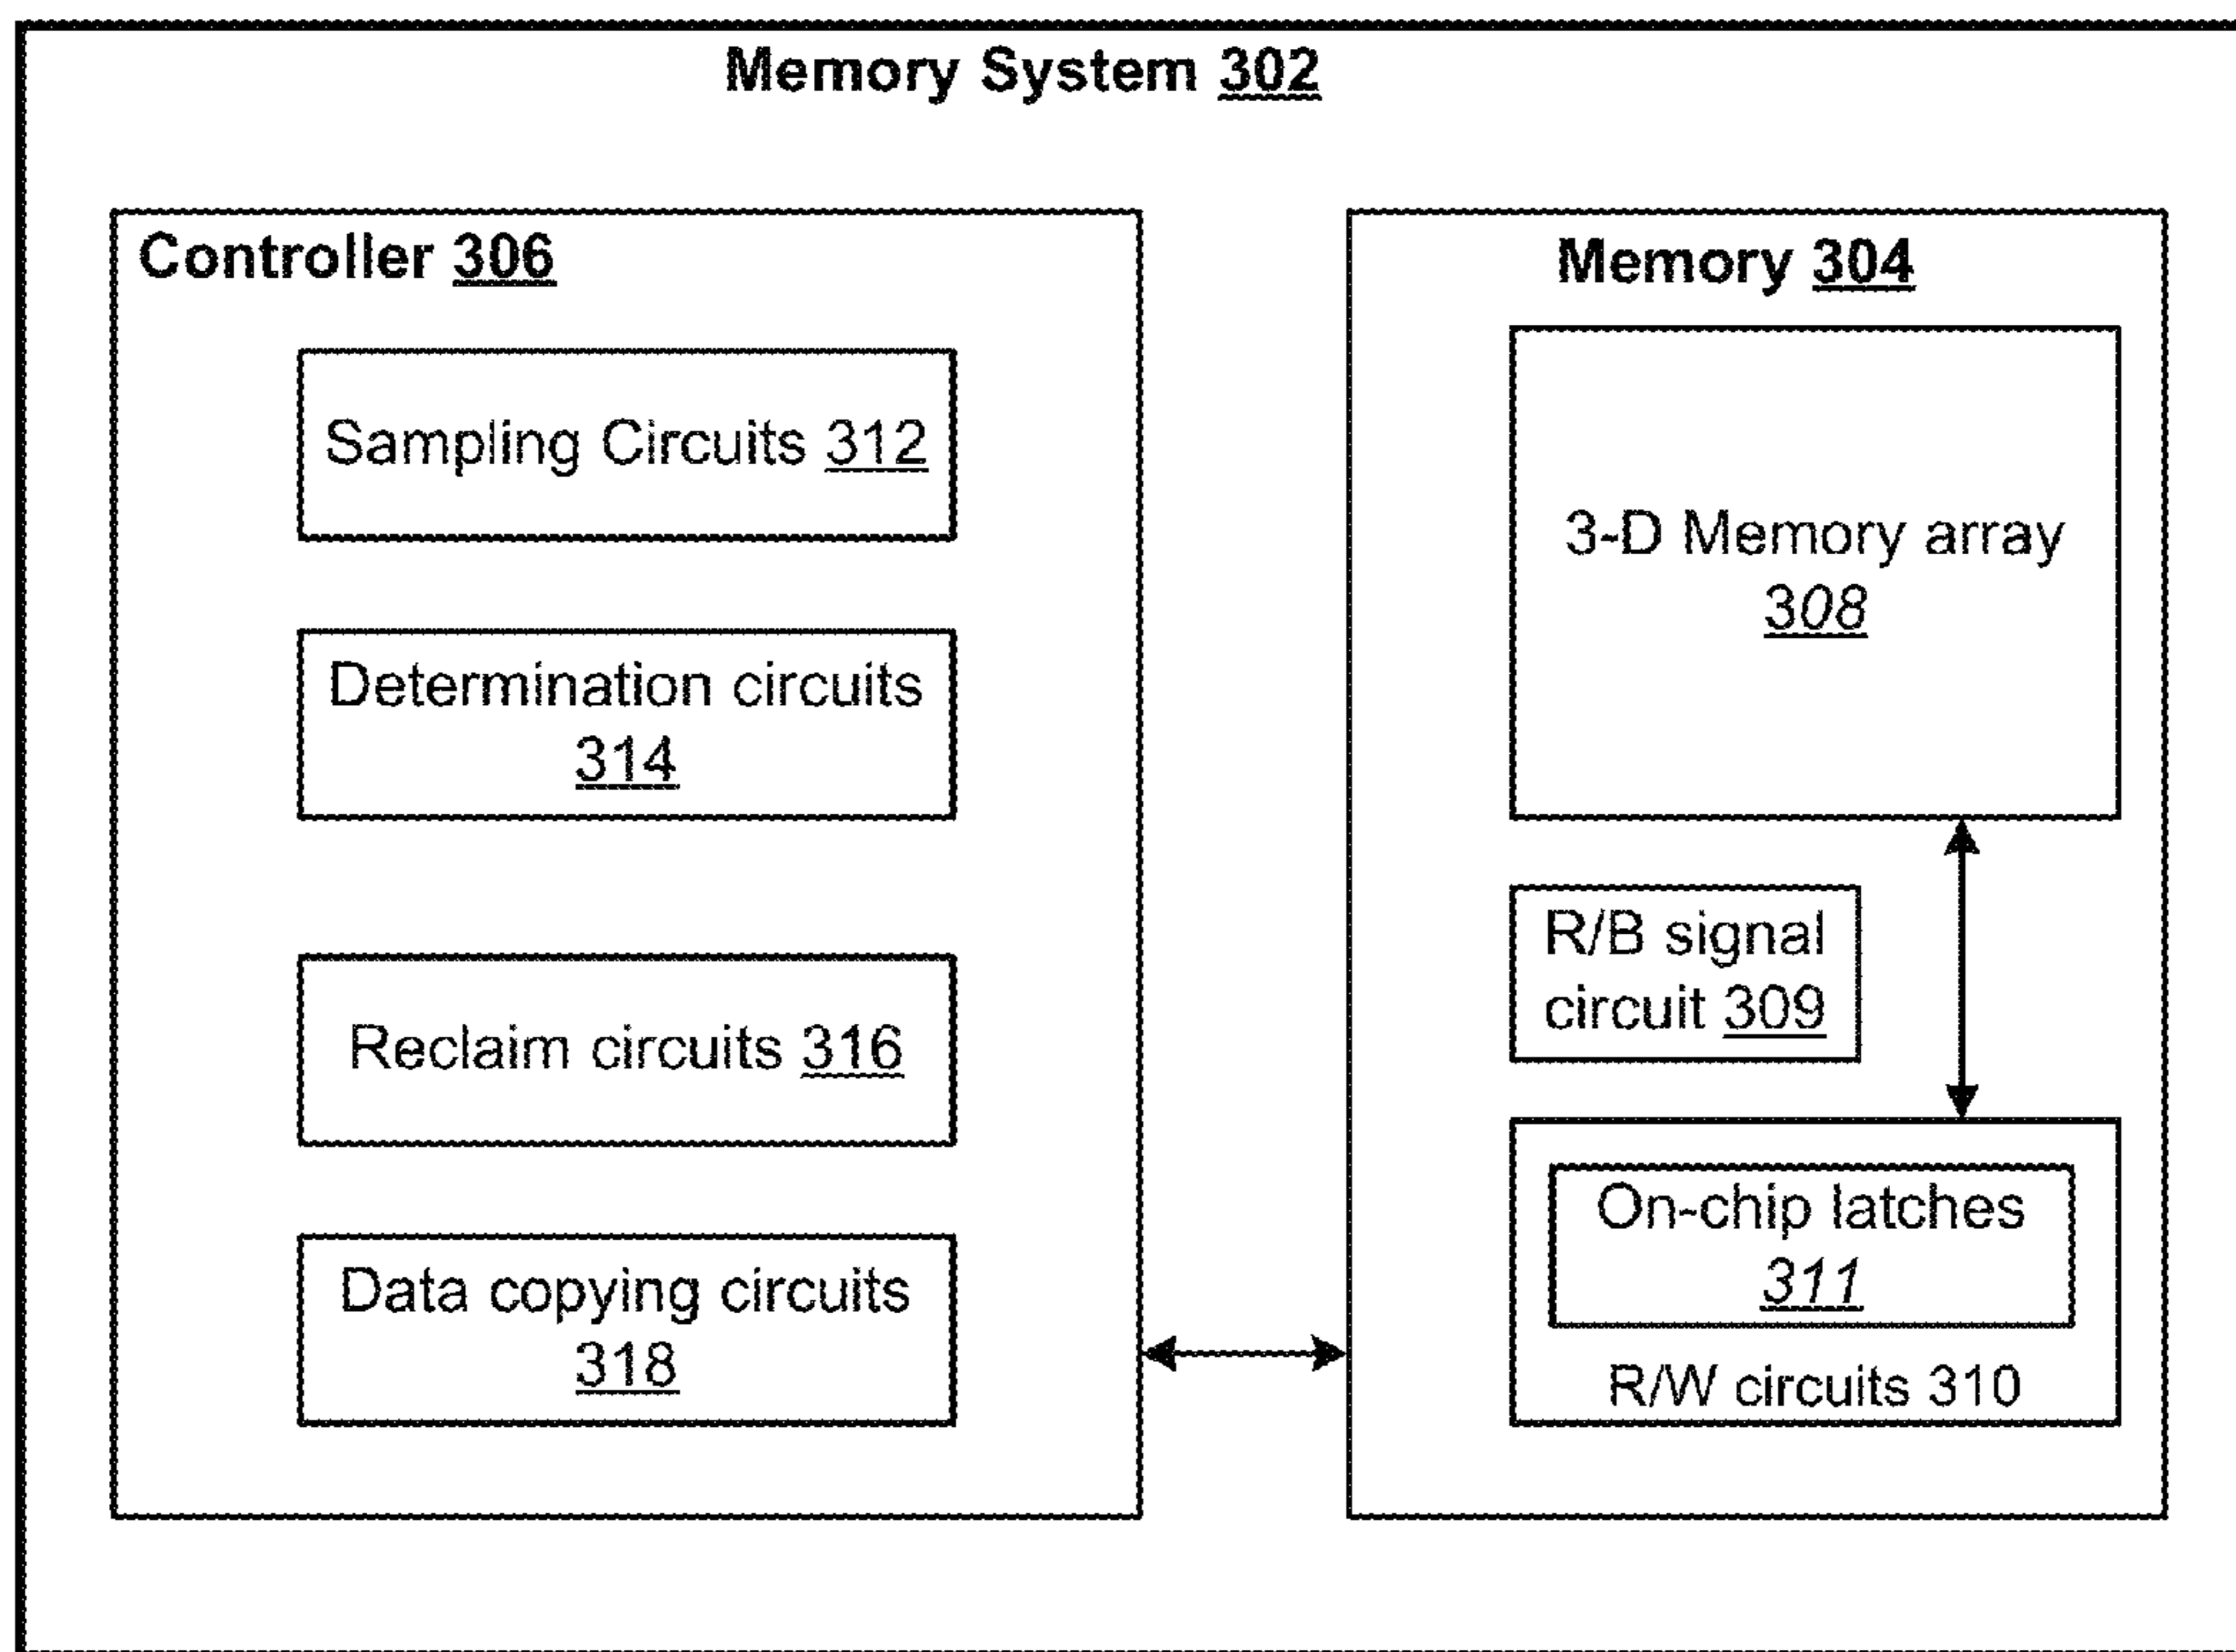 Memory System 302
Controller 306
Sampling Circuits 312
Determination circuits
314
Reclaim circuits 316
Data copying circuits
318
Memory 304
3-D Memory array
308
R/B signal
circuit 309
On-chip latches
311
R/W circuits 310